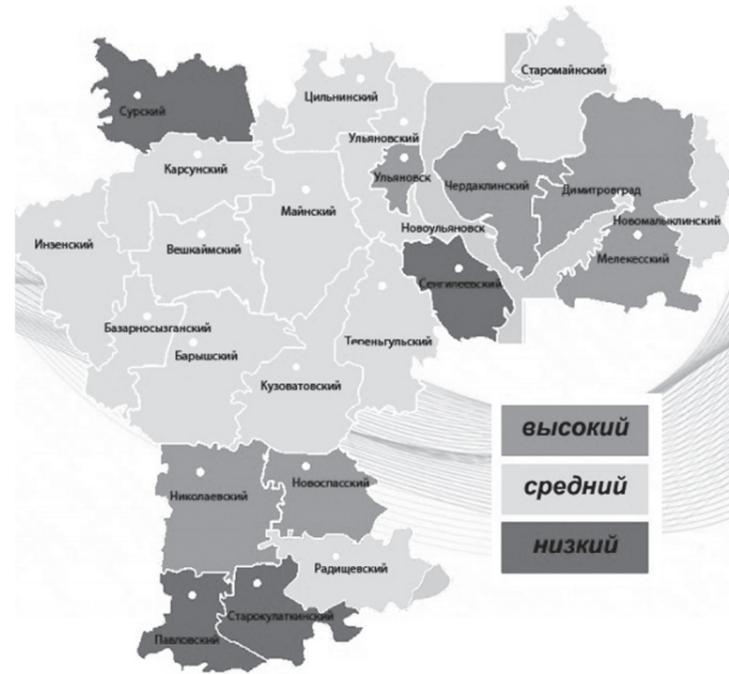 Старомайнский
Цильнинский
Сурский
Ульяновский
Карсунский
Ульяновск
Чердаклинский
Димитровград
Майнский
Новомалыклинский
Новоульяновск
Инзенский
Вешкаймский
Мелекесский
Сенгилеевский
Базарносызганский
Тереньгульский
Барышский
Кузоватовский
высокий
средний
низкий
Новоспасский
Николаевский
Радищевский
Старокулаткинский
Павловский